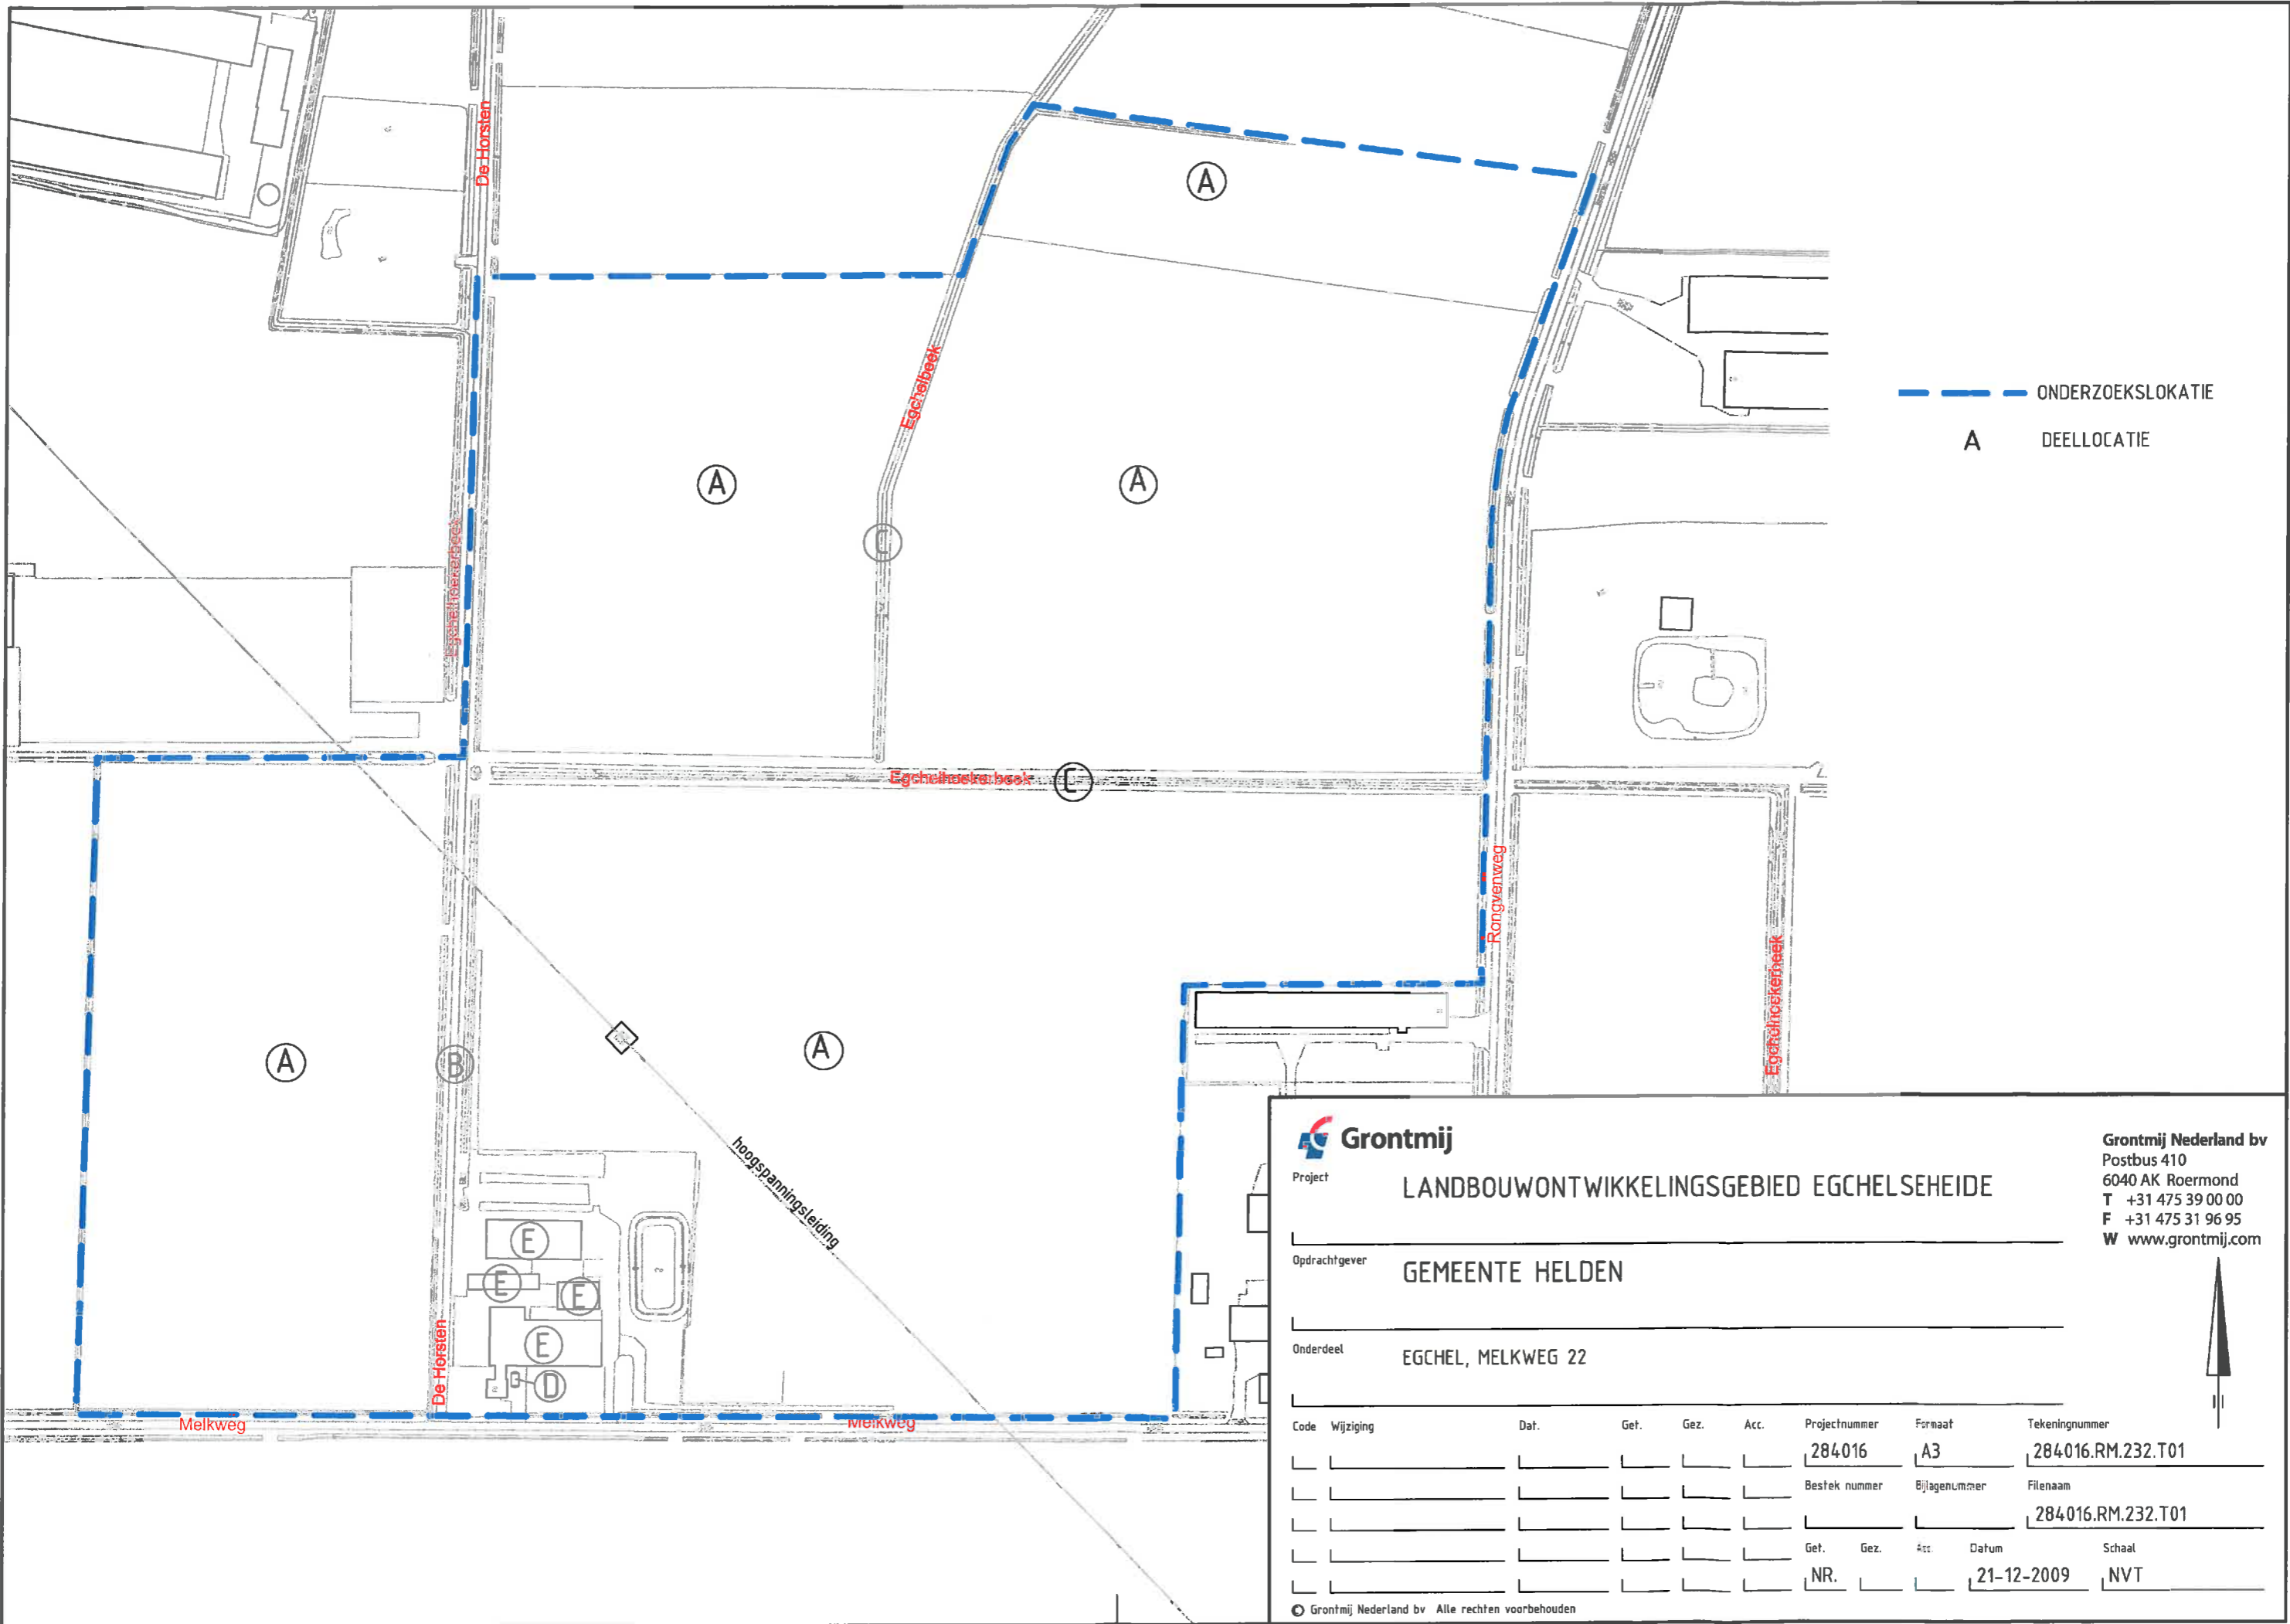 De Horsten
A
Egchelbeek
ONDERZOEKSLOKATIE
A DEELLOCATIE
A
A
C
Egchelhoekerbeek
Egchelhoekerbeek
C
Rongvenweg
Egchelhoekerbeek
A
B
A
hoogspanningsleiding
E
E
E
E
D
De Horsten
Melkweg
Melkweg
Grontmij
Grontmij Nederland bv
Postbus 410
6040 AK Roermond
T +31 475 39 00 00
F +31 475 31 96 95
W www.grontmij.com
Project LANDBOUWONTWIKKELINGSGEBIED EGCHELSEHEIDE
Opdrachtgever GEMEENTE HELDEN
Onderdeel EGCHEL, MELKWEG 22
Code Wijziging Dat. Get. Gez. Acc. Projectnummer Formaat Tekeningnummer
284016 A3 284016.RM.232.T01
Bestek nummer Bijlagenummer Filenaam
284016.RM.232.T01
Get. Gez. Acc. Datum Schaal
NR. 21-12-2009 NVT
© Grontmij Nederland bv Alle rechten voorbehouden